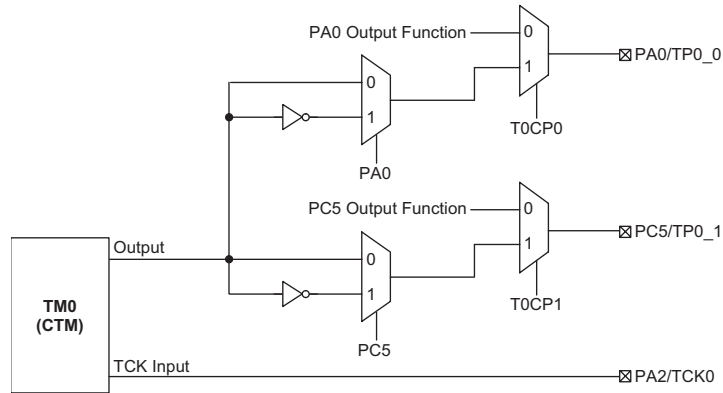 PA0 Output Function
0
1
PA0/TP0_0
T0CP0
0
1
PA0
PC5 Output Function
0
1
PC5/TP0_1
T0CP1
Output
0
1
PC5
TM0
(CTM)
TCK Input
PA2/TCK0